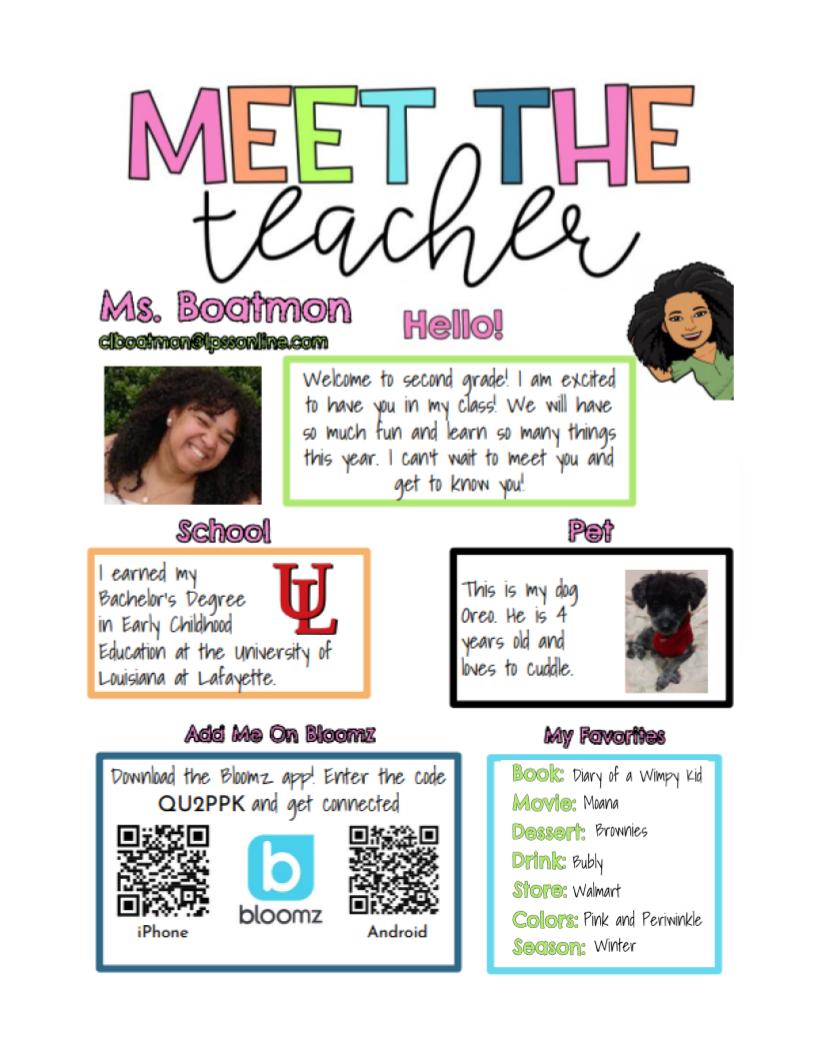 MEET THE
teacher
Ms. Boatmon
clboatmon@lpssonline.com
Hello!
Welcome to second grade! I am excited
to have you in my class! We will have
so much fun and learn so many things
this year. I can't wait to meet you and
get to know you!
School
I earned my
Bachelor's Degree
in Early Childhood
Education at the University of
Louisiana at Lafayette.
UL
Pet
This is my dog
Oreo. He is 4
years old and
loves to cuddle.
Add Me On Bloomz
Download the Bloomz app! Enter the code
QU2PPK and get connected
b
bloomz
iPhone
Android
My Favorites
Book: Diary of a Wimpy Kid
Movie: Moana
Dessert: Brownies
Drink: Bubly
Store: Walmart
Colors: Pink and Periwinkle
Season: Winter